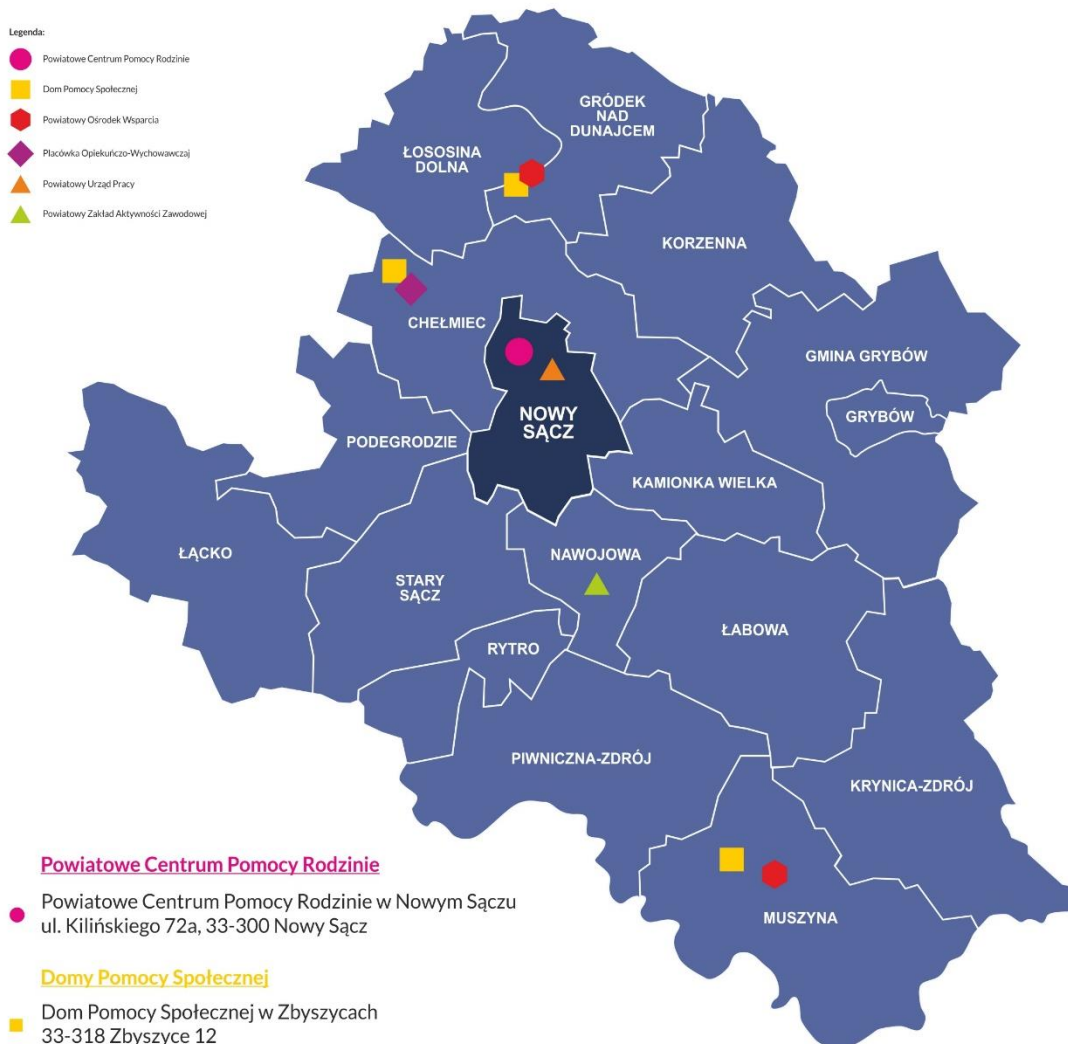 Legenda:
Powiatowe Centrum Pomocy Rodzinie
Dom Pomocy Społecznej
Powiatowy Ośrodek Wsparcia
Placówka Opiekuńczo-Wychowawczaj
Powiatowy Urząd Pracy
Powiatowy Zakład Aktywności Zawodowej
GRÓDEK
NAD
DUNAJCEM
ŁOSOSINA
DOLNA
KORZENNA
CHEŁMIEC
GMINA GRYBÓW
GRYBÓW
NOWY
SĄCZ
PODEGRODZIE
KAMIONKA WIELKA
ŁĄCKO
NAWOJOWA
STARY
SĄCZ
ŁABOWA
RYTRO
PIWNICZNA-ZDRÓJ
KRYNICA-ZDRÓJ
MUSZYNA
Powiatowe Centrum Pomocy Rodzinie
Powiatowe Centrum Pomocy Rodzinie w Nowym Sączu
ul. Kilińskiego 72a, 33-300 Nowy Sącz
Domy Pomocy Społecznej
Dom Pomocy Społecznej w Zbyszycach
33-318 Zbyszyce 12